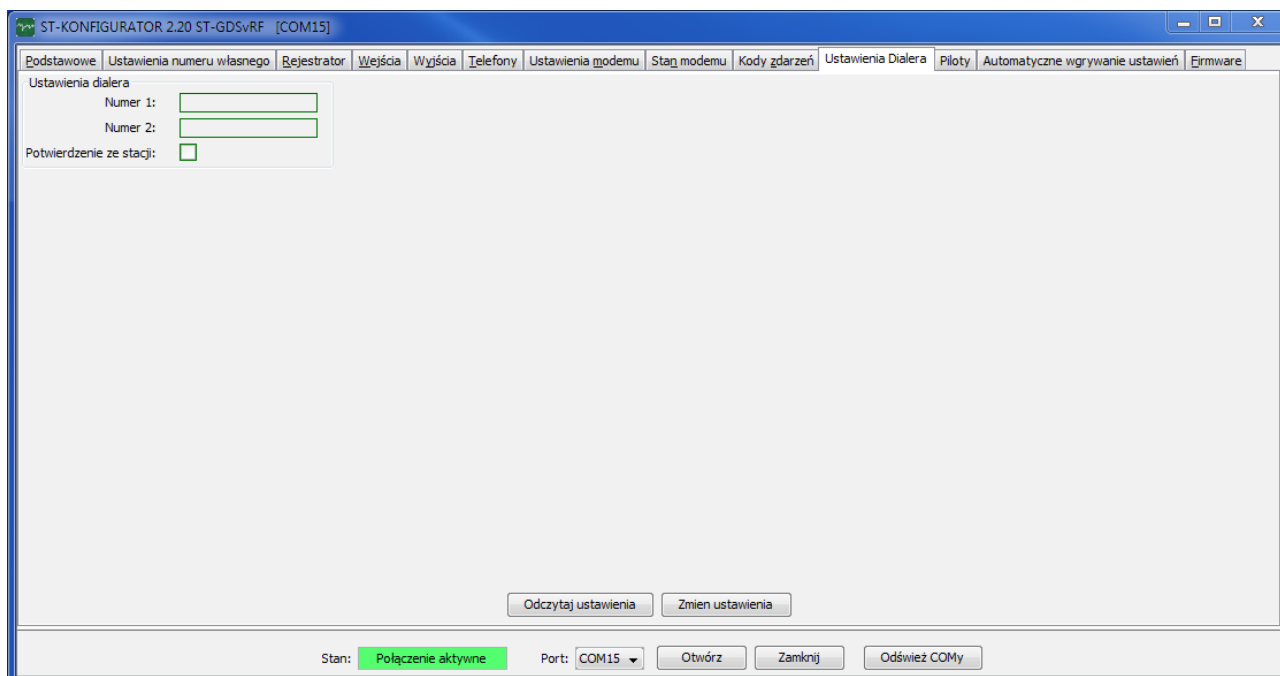 ST-KONFIGURATOR 2.20 ST-GDSvRF [COM15]
Podstawowe Ustawienia numeru własnego Rejestrator Wejścia Wyjścia Telefony Ustawienia modemu Stan modemu Kody zdarzeń Ustawienia Dialera Piloty Automatyczne wgrywanie ustawień Firmware
Ustawienia dialera
Numer 1:
Numer 2:
Potwierdzenie ze stacji:
Odczytaj ustawienia Zmien ustawienia
Stan: Połączenie aktywne Port: COM15 Otwórz Zamknij Odśwież COMy